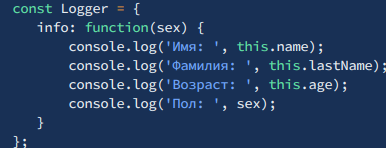 const Logger = {
info: function(sex) {
console.log('Имя: ', this.name);
console.log('Фамилия: ', this.lastName);
console.log('Возраст: ', this.age);
console.log('Пол: ', sex);
}
};